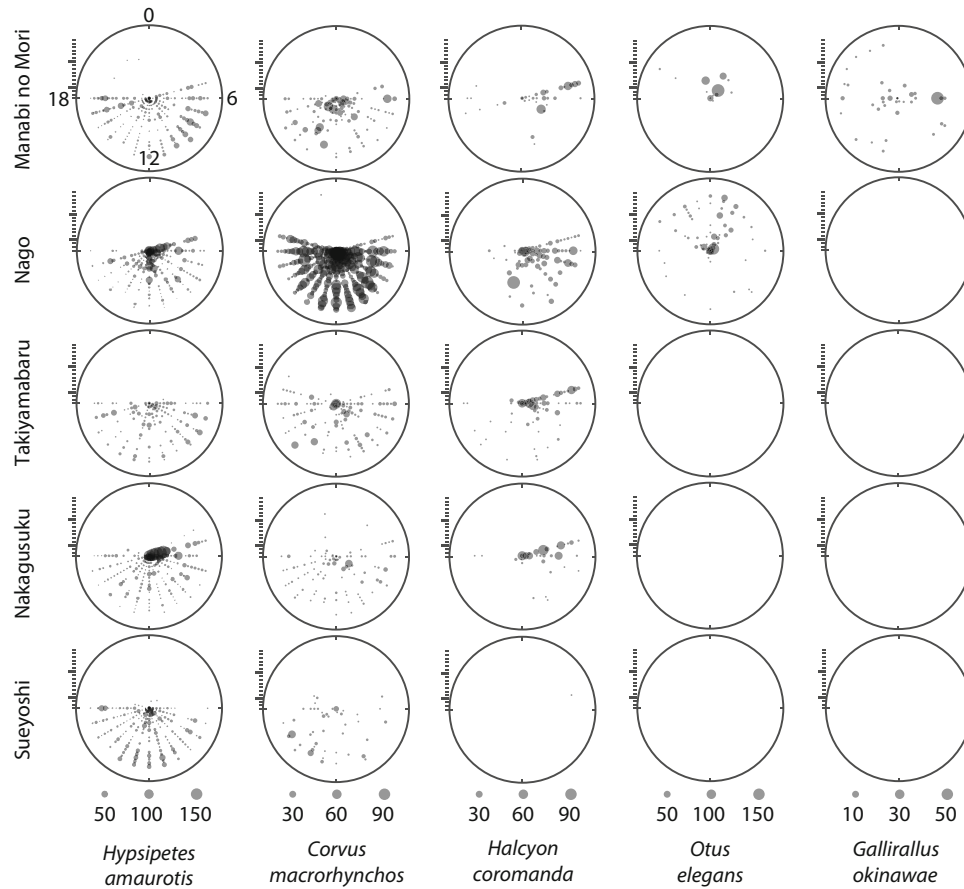 0
Manabi no Mori
18
6
12
Nago
Takiyamabaru
Nakagusuku
Sueyoshi
50 100 150
30 60 90
30 60 90
50 100 150
10 30 50
Hypsipetes
amaurotis
Corvus
macrorhynchos
Halcyon
coromanda
Otus
elegans
Gallirallus
okinawae